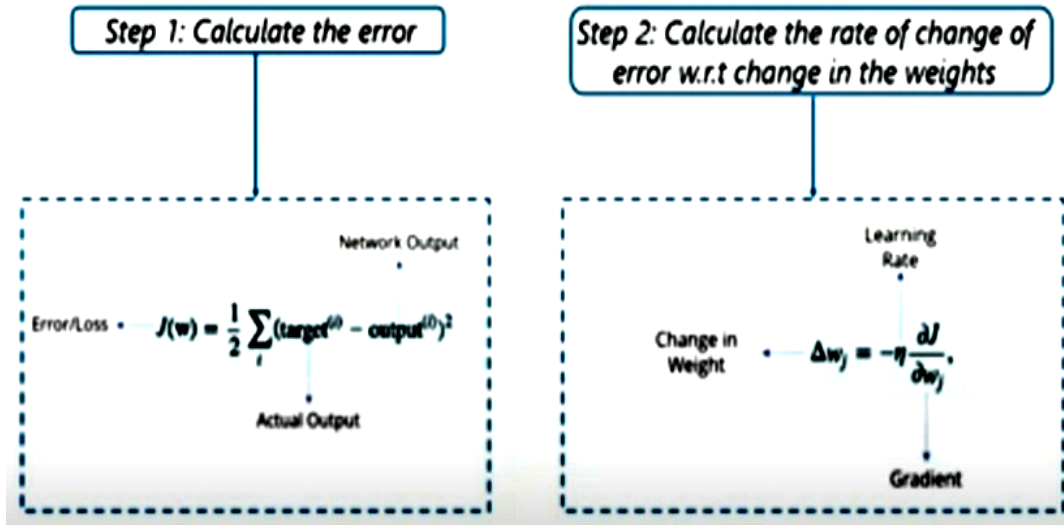 Step 1: Calculate the error
Network Output
Error/Loss
J(w) = 1/2 ∑i (target^(i) − output^(i))^2
Actual Output
Step 2: Calculate the rate of change of
error w.r.t change in the weights
Learning
Rate
Change in
Weight
Δwj = −η ∂J/∂wj,
Gradient